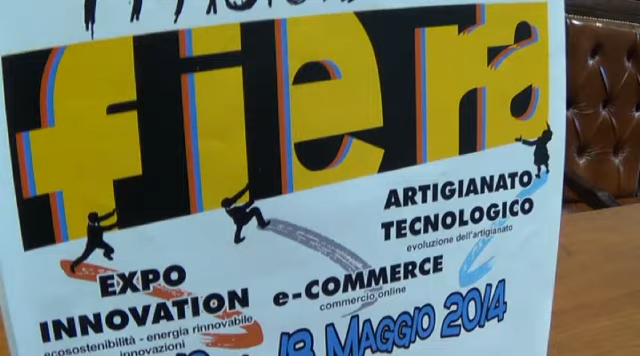 fiera
ARTIGIANATO
TECNOLOGICO
evoluzione dell'artigianato
EXPO
INNOVATION
ecosostenibilità - energia rinnovabile
innovazioni
e-COMMERCE
commercio online
18 MAGGIO 2014